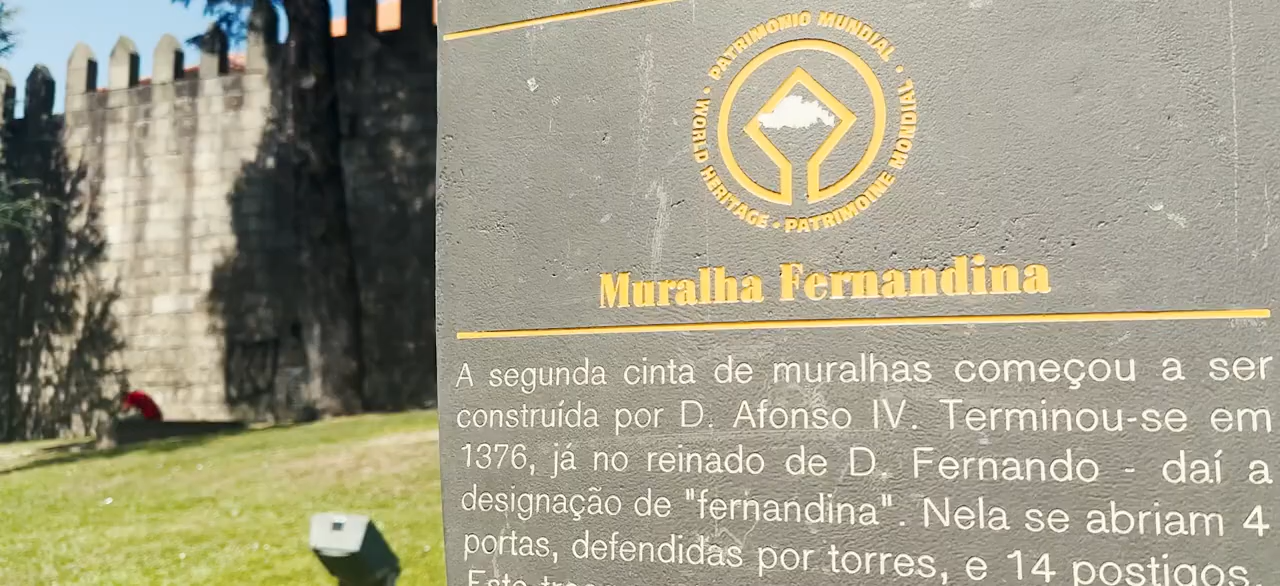 PATRIMONIO MUNDIAL • WORLD HERITAGE • PATRIMOINE MONDIAL •
Muralha Fernandina
A segunda cinta de muralhas começou a ser
construída por D. Afonso IV. Terminou-se em
1376, já no reinado de D. Fernando - daí a
designação de "fernandina". Nela se abriam 4
portas, defendidas por torres, e 14 postigos.
Este